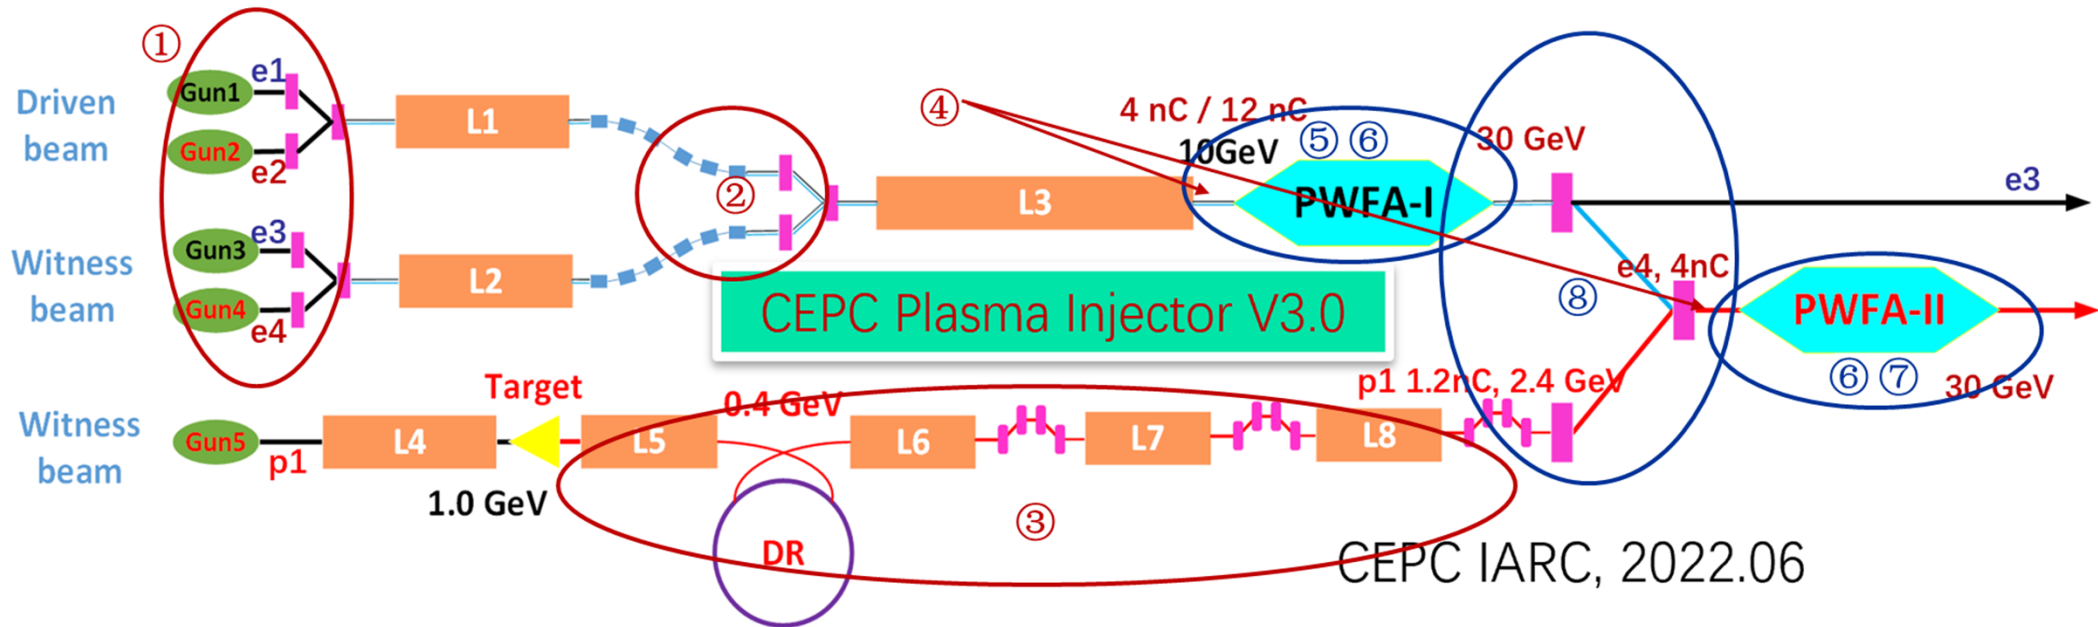 ①
Driven
beam
Gun1
e1
Gun2
e2
L1
②
④
4 nC / 12 nC
10GeV
⑤ ⑥
PWFA-I
30 GeV
e3
L3
Witness
beam
Gun3
e3
Gun4
e4
L2
CEPC Plasma Injector V3.0
e4, 4nC
⑧
PWFA-II
⑥ ⑦
30 GeV
Witness
beam
Gun5
p1
L4
Target
1.0 GeV
L5
0.4 GeV
DR
L6
L7
L8
p1 1.2nC, 2.4 GeV
③
CEPC IARC, 2022.06